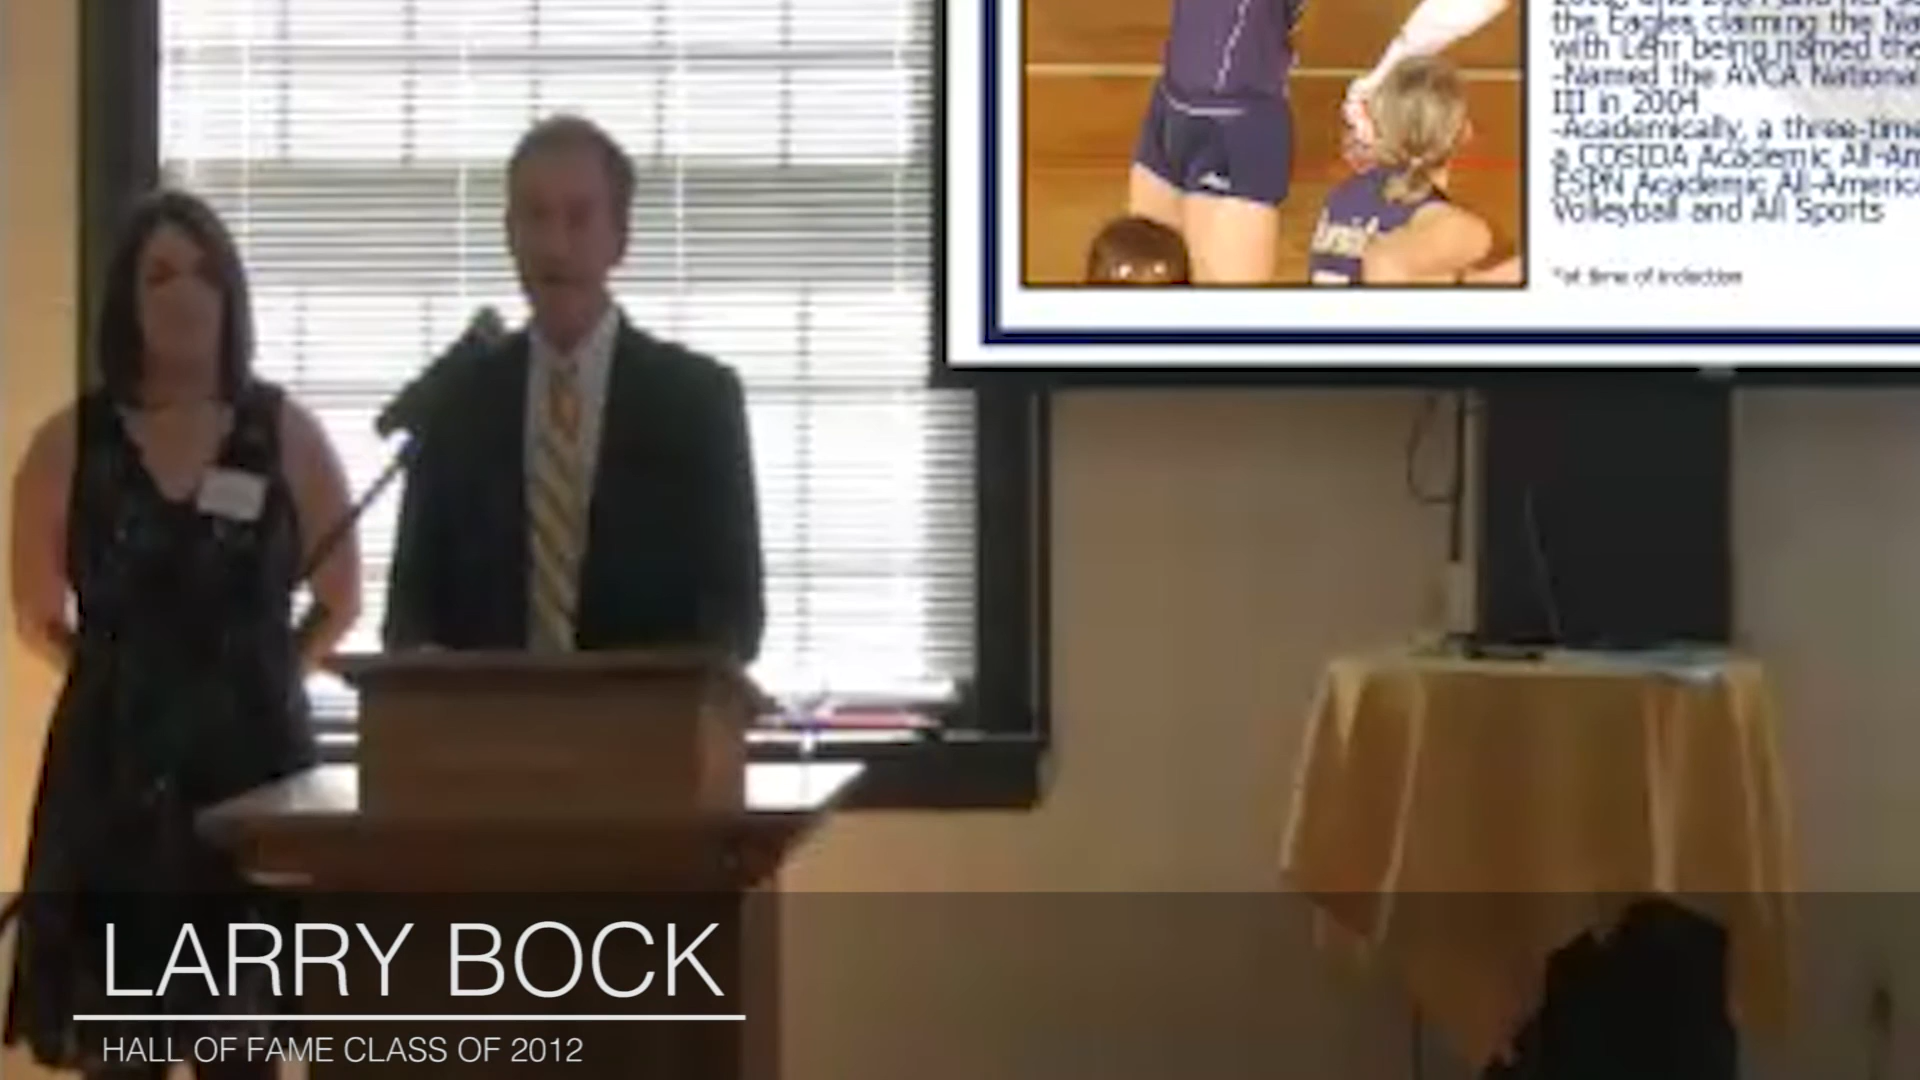 the Eagles claiming the Na
with Lehr being named the
-Named the AVCA National
III in 2004
-Academically, a three-time
a COSIDA Academic All-Am
ESPN Academic All-America
Volleyball and All Sports
*at time of induction
LARRY BOCK
HALL OF FAME CLASS OF 2012